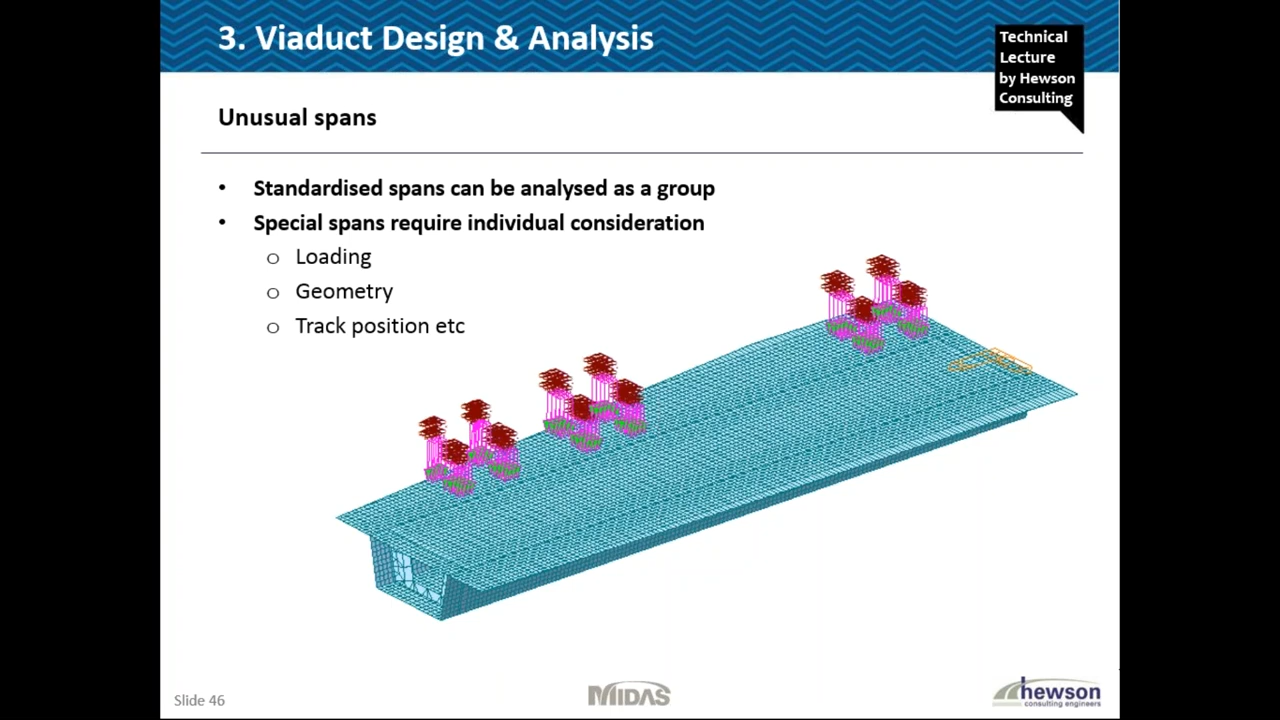 3. Viaduct Design & Analysis
Technical
Lecture
by Hewson
Consulting
Unusual spans
• Standardised spans can be analysed as a group
• Special spans require individual consideration
o Loading
o Geometry
o Track position etc
Slide 46
MIDAS
hewson
consulting engineers